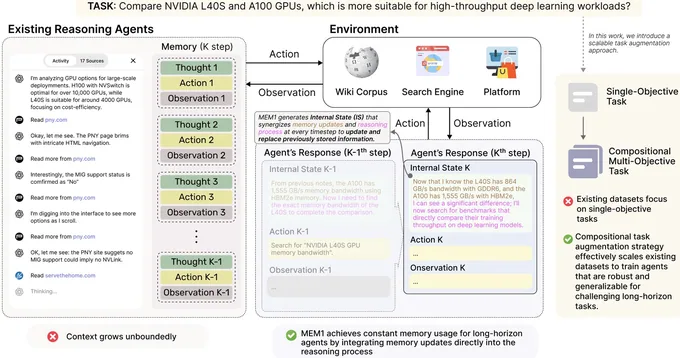 TASK: Compare NVIDIA L40S and A100 GPUs, which is more suitable for high-throughput deep learning workloads?
Existing Reasoning Agents
Activity
17 Sources
I'm analyzing GPU options for large-scale
deployments. H100 with NVSwitch is
optimal for over 10,000 GPUs, while
L40S is suitable for around 4000 GPUs,
focusing on cost-efficiency.
Read pny.com
Okay, let me see. The PNY page brims
with intricate HTML navigation.
Read more from pny.com
Interestingly, the MIG support status is
confirmed as "No"
Read more from pny.com
I'm digging into the interface to see more
options as I scroll.
Read more from pny.com
OK, let me see: the PNY site suggests no
MIG support could imply no NVLink.
Read servethehome.com
Thinking...
Memory (K step)
Thought 1
Action 1
Observation 1
Thought 2
Action 2
Observation 2
Thought 3
Action 3
Observation 3
Thought K-1
Action K-1
Observation K-1
Context grows unboundedly
Action
Observation
Environment
Wiki Corpus
Search Engine
Platform
Action
Observation
MEM1 generates Internal State (IS) that
synergizes memory updates and reasoning
process at every timestep to update and
replace previously stored information.
Agent's Response (K-1th step)
Internal State K-1
From previous notes, the A100 has
1,555 GB/s memory bandwidth using
HBM2e. Now I need to find
the exact memory bandwidth of the
L40S to complete the comparison.
Action K-1
Search for "NVIDIA L40S GPU
memory bandwidth".
Observation K-1
...
Agent's Response (Kth step)
Internal State K
Now that I know the L40S has 864
GB/s bandwidth with GDDR6, and the
A100 has 1,555 GB/s with HBM2e,
I can see a significant difference; I'll
now search for benchmarks that
directly compare their training
throughput on deep learning models.
Action K
...
Onservation K
...
MEM1 achieves constant memory usage for long-horizon
agents by integrating memory updates directly into the
reasoning process
In this work, we introduce a
scalable task augmentation
approach.
Single-Objective
Task
Compositional
Multi-Objective Task
Existing datasets focus
on single-objective
tasks
Compositional task
augmentation strategy
effectively scales existing
datasets to train agents
that are robust and
generalizable for
challenging long-horizon
tasks.